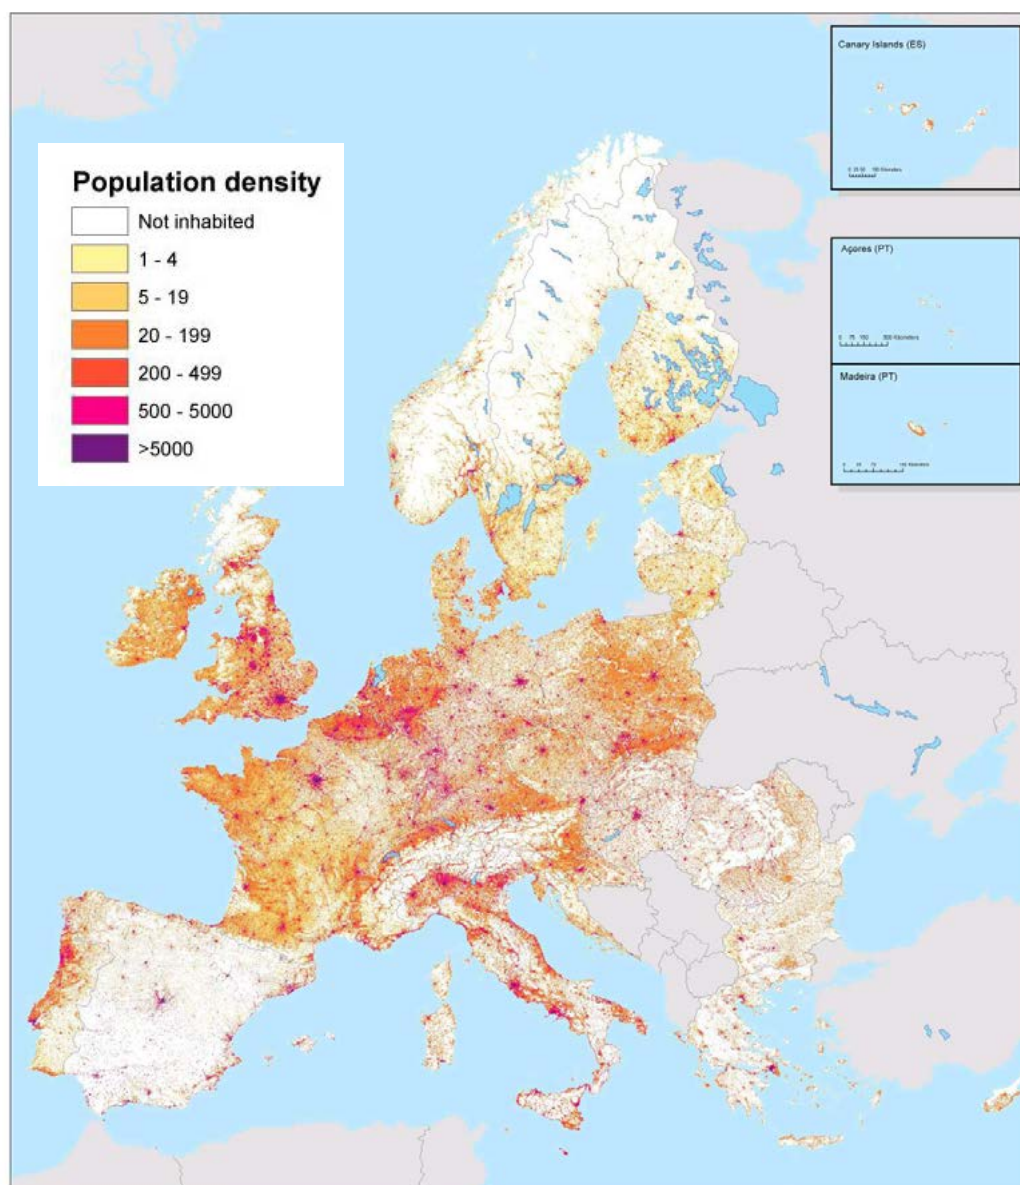 Population density
Not inhabited
1 - 4
5 - 19
20 - 199
200 - 499
500 - 5000
>5000
Canary Islands (ES)
Açores (PT)
Madeira (PT)